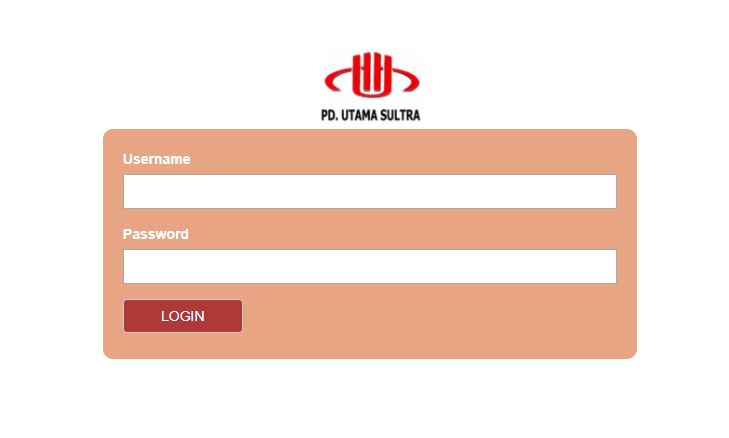 PD. UTAMA SULTRA
Username
Password
LOGIN